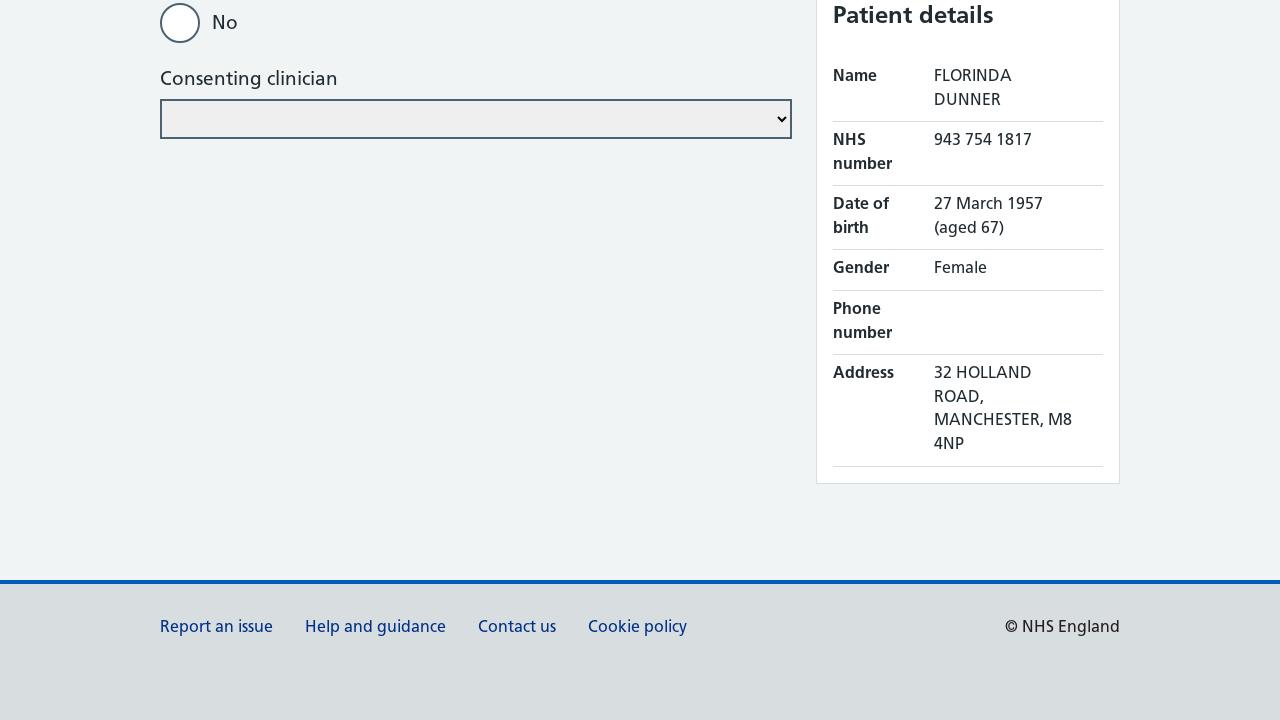 No
Consenting clinician
Patient details
Name FLORINDA
DUNNER
NHS 943 754 1817
number
Date of 27 March 1957
birth (aged 67)
Gender Female
Phone
number
Address 32 HOLLAND
ROAD,
MANCHESTER, M8
4NP
Report an issue Help and guidance Contact us Cookie policy © NHS England